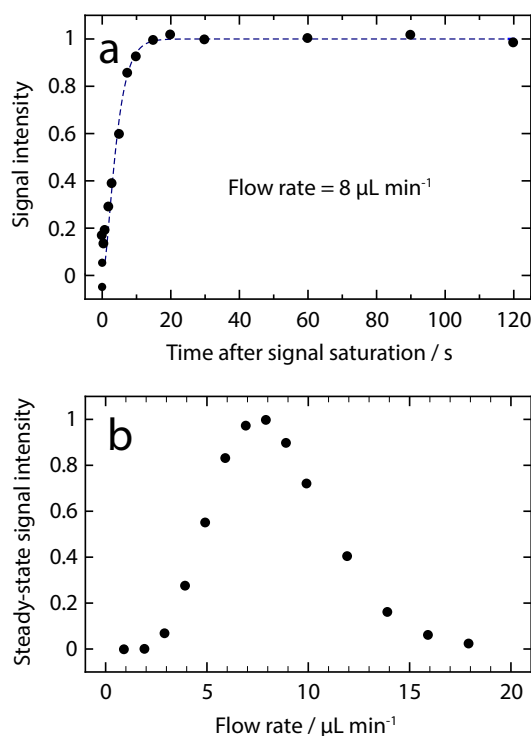 a
1
0.8
0.6
0.4
0.2
0
Signal intensity
Flow rate = 8 µL min⁻¹
0 20 40 60 80 100 120
Time after signal saturation / s
b
1
0.8
0.6
0.4
0.2
0
Steady-state signal intensity
0 5 10 15 20
Flow rate / µL min⁻¹